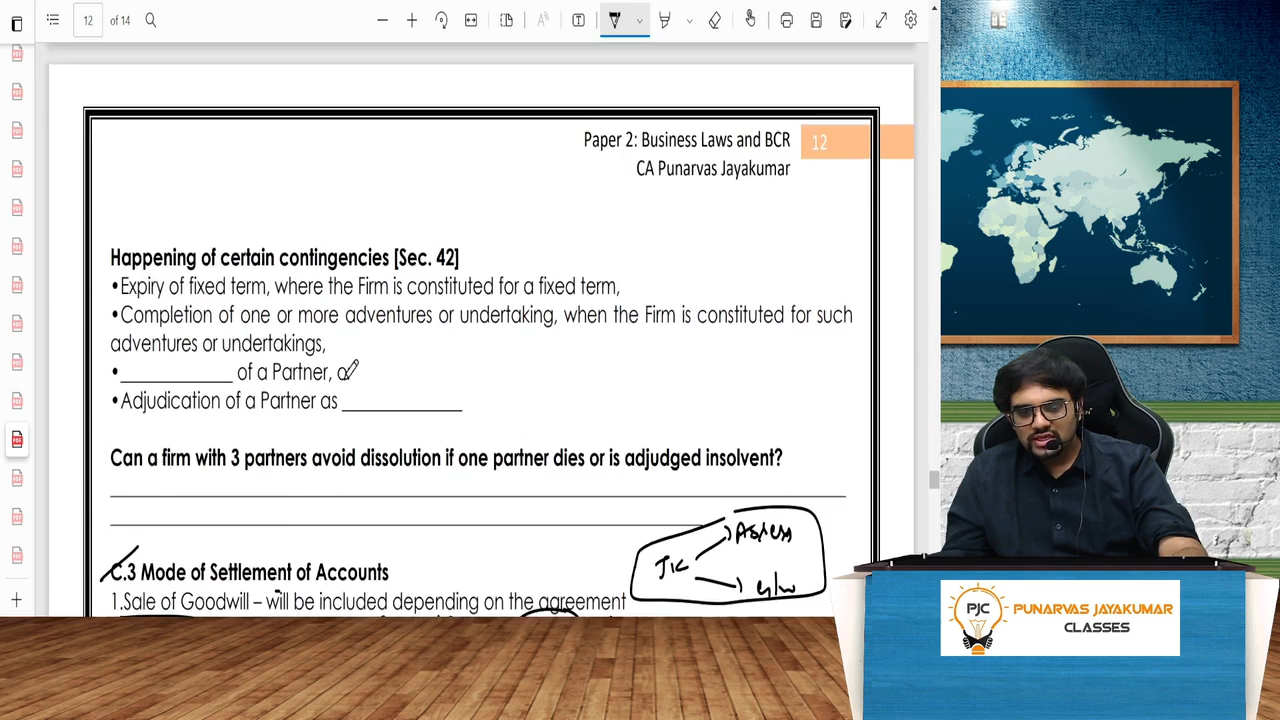 12 of 14
Paper 2: Business Laws and BCR 12
CA Punarvas Jayakumar
Happening of certain contingencies [Sec. 42]
•Expiry of fixed term, where the Firm is constituted for a fixed term,
•Completion of one or more adventures or undertaking, when the Firm is constituted for such
adventures or undertakings,
•____________ of a Partner,
•Adjudication of a Partner as _____________
Can a firm with 3 partners avoid dissolution if one partner dies or is adjudged insolvent?
C.3 Mode of Settlement of Accounts
1.Sale of Goodwill – will be included depending on the agreement
PJC PUNARVAS JAYAKUMAR
CLASSES